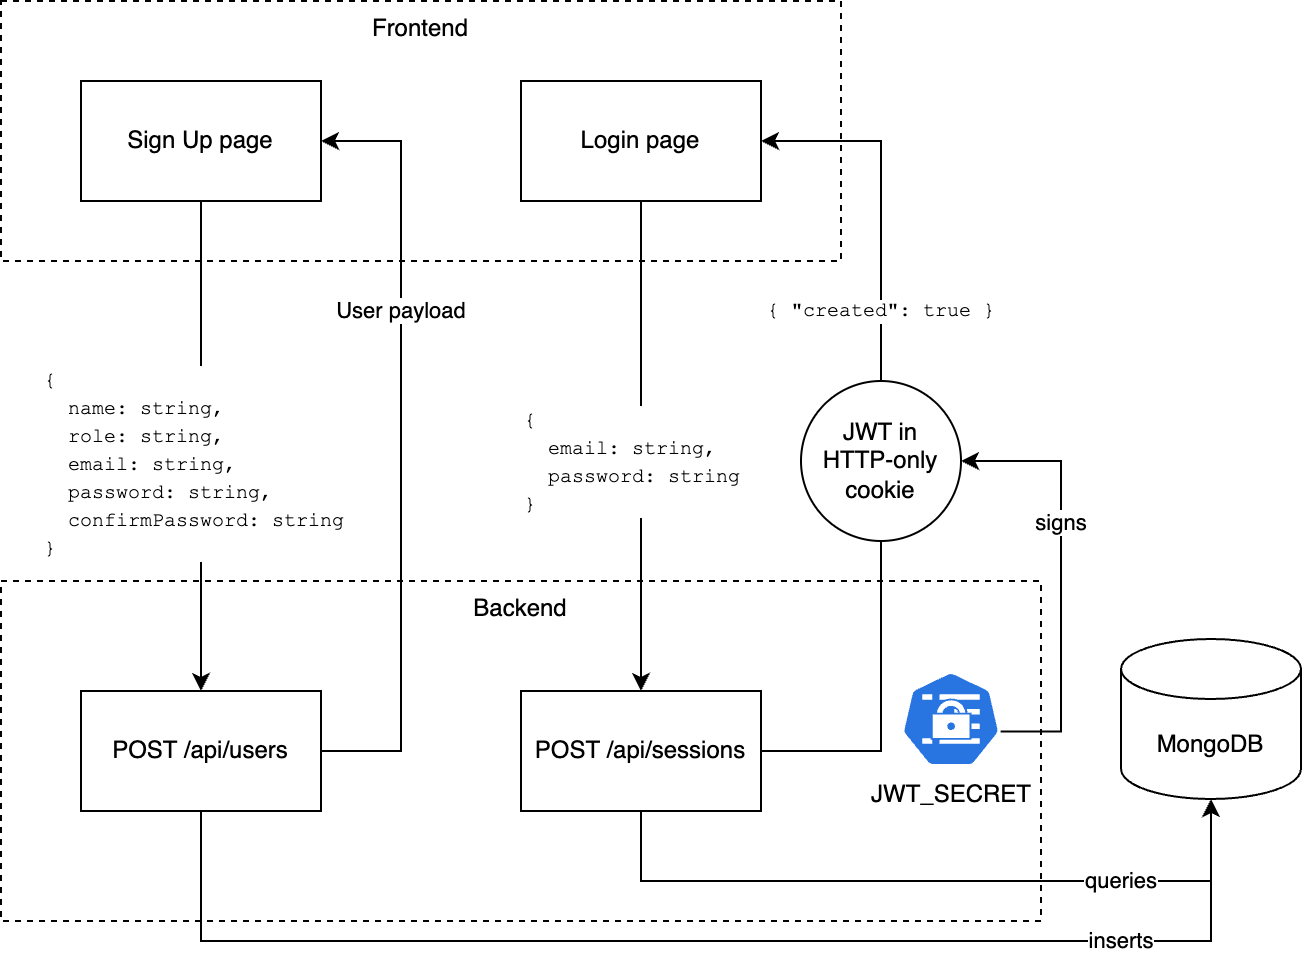 Frontend
Sign Up page
Login page
User payload
{ "created": true }
{
name: string,
role: string,
email: string,
password: string,
confirmPassword: string
}
{
email: string,
password: string
}
JWT in
HTTP-only
cookie
signs
Backend
POST /api/users
POST /api/sessions
JWT_SECRET
MongoDB
queries
inserts